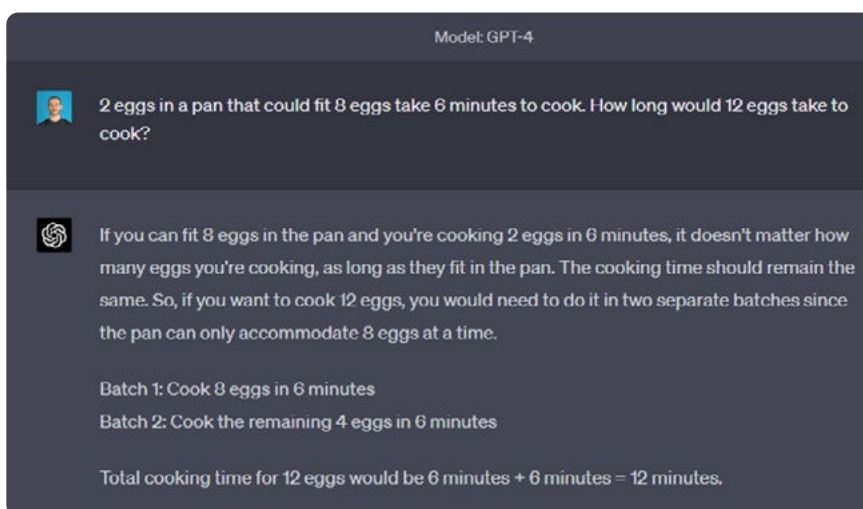 Model: GPT-4
2 eggs in a pan that could fit 8 eggs take 6 minutes to cook. How long would 12 eggs take to
cook?
If you can fit 8 eggs in the pan and you're cooking 2 eggs in 6 minutes, it doesn't matter how
many eggs you're cooking, as long as they fit in the pan. The cooking time should remain the
same. So, if you want to cook 12 eggs, you would need to do it in two separate batches since
the pan can only accommodate 8 eggs at a time.
Batch 1: Cook 8 eggs in 6 minutes
Batch 2: Cook the remaining 4 eggs in 6 minutes
Total cooking time for 12 eggs would be 6 minutes + 6 minutes = 12 minutes.